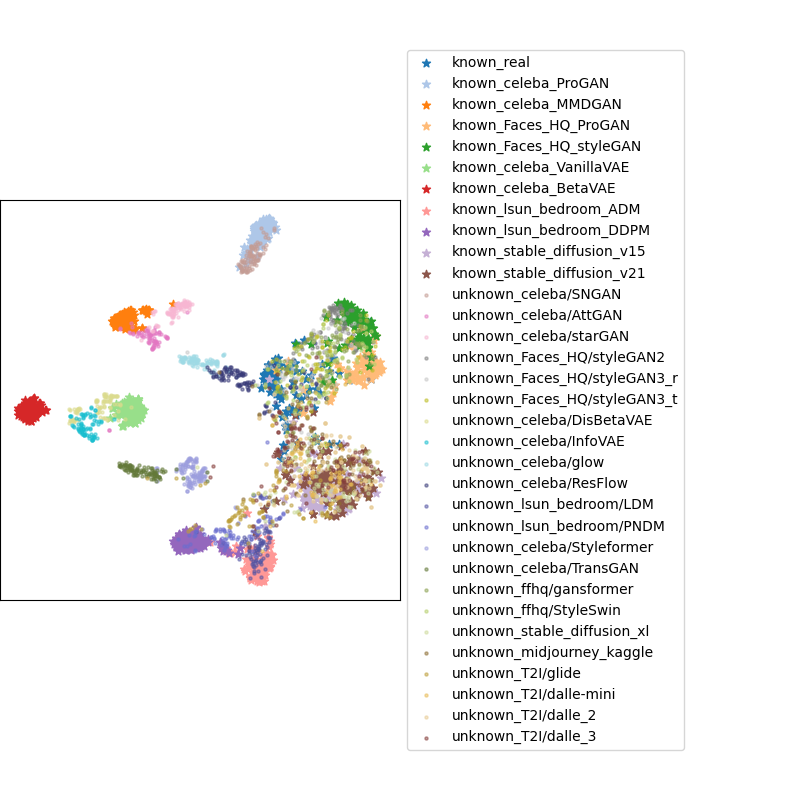 known_real
known_celeba_ProGAN
known_celeba_MMDGAN
known_Faces_HQ_ProGAN
known_Faces_HQ_styleGAN
known_celeba_VanillaVAE
known_celeba_BetaVAE
known_lsun_bedroom_ADM
known_lsun_bedroom_DDPM
known_stable_diffusion_v15
known_stable_diffusion_v21
unknown_celeba/SNGAN
unknown_celeba/AttGAN
unknown_celeba/starGAN
unknown_Faces_HQ/styleGAN2
unknown_Faces_HQ/styleGAN3_r
unknown_Faces_HQ/styleGAN3_t
unknown_celeba/DisBetaVAE
unknown_celeba/InfoVAE
unknown_celeba/glow
unknown_celeba/ResFlow
unknown_lsun_bedroom/LDM
unknown_lsun_bedroom/PNDM
unknown_celeba/Styleformer
unknown_celeba/TransGAN
unknown_ffhq/gansformer
unknown_ffhq/StyleSwin
unknown_stable_diffusion_xl
unknown_midjourney_kaggle
unknown_T2I/glide
unknown_T2I/dalle-mini
unknown_T2I/dalle_2
unknown_T2I/dalle_3